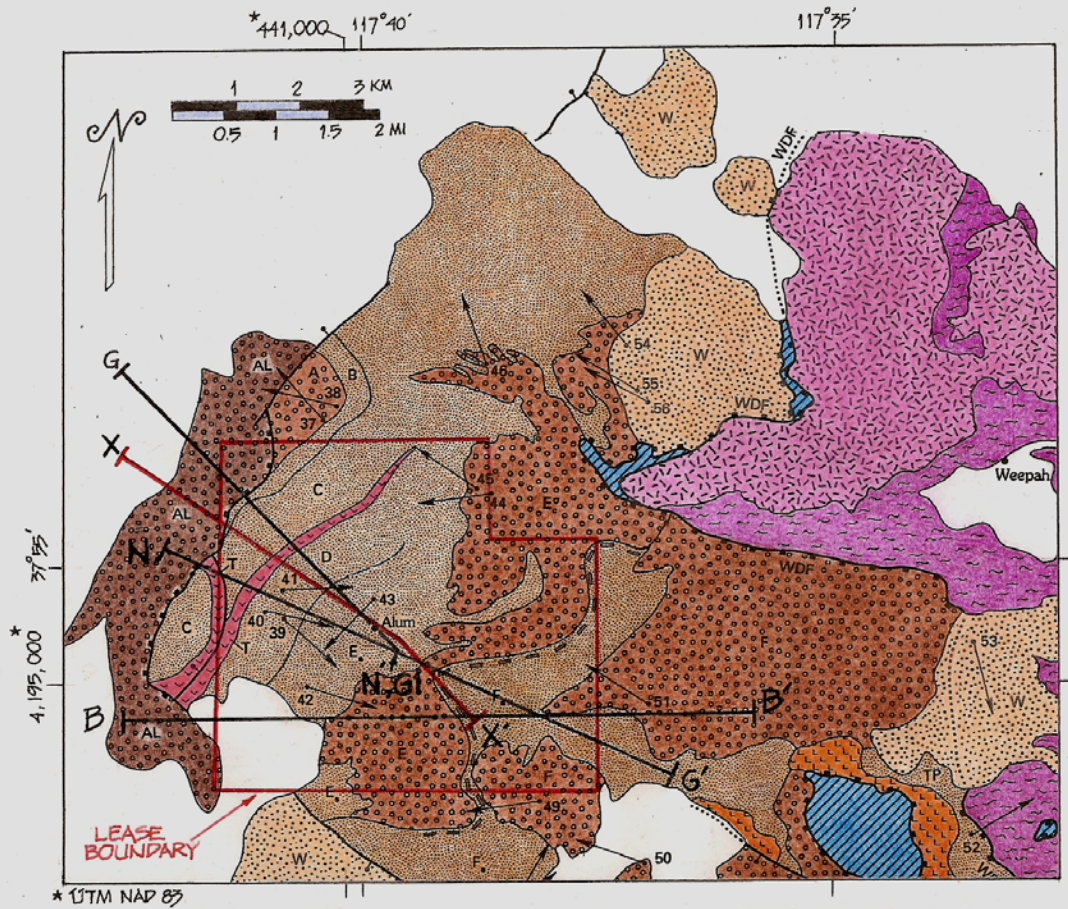 * 441,000
117°40´
117°35´
1 2 3 KM
0.5 1 1.5 2 MI
N
W
WDF
W
54
W
55
56
46
WDF
G
AL
A
B
38
37
X
AL
C
45
44
E
Weepah
37°55´
N
T
D
41
C
40
39
43
Alum
WDF
F
T
E
53
4,195,000 *
N,G'
42
F
51
W
B
B'
AL
X'
E
F
G'
TP
E
49
LEASE
BOUNDARY
W
F
50
52
W
* UTM NAD 83